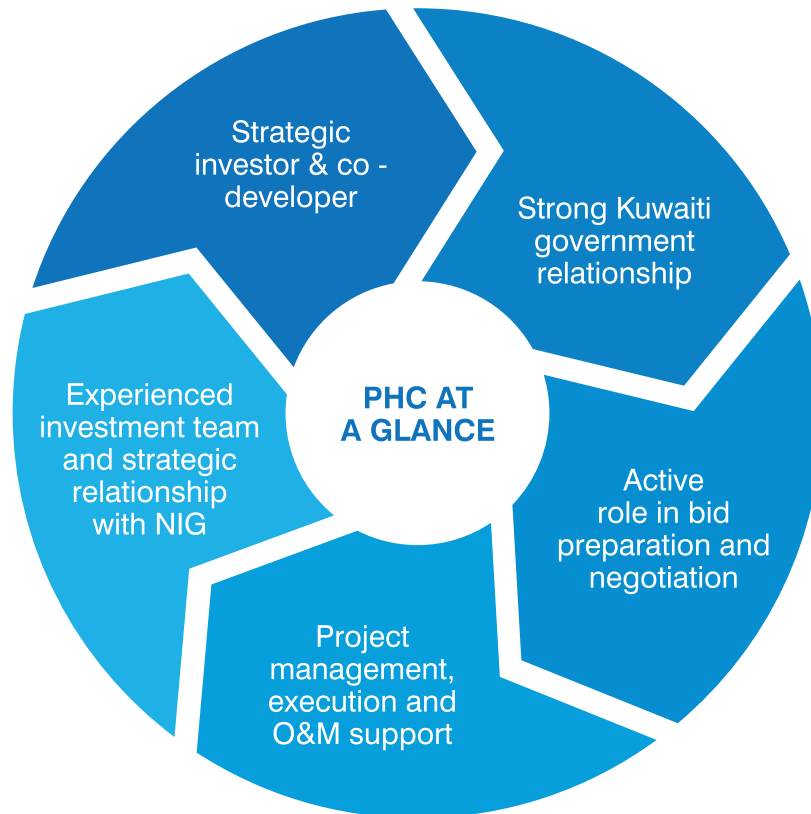 Strategic
investor & co -
developer
Strong Kuwaiti
government
relationship
PHC AT
A GLANCE
Experienced
investment team
and strategic
relationship
with NIG
Active
role in bid
preparation and
negotiation
Project
management,
execution and
O&M support